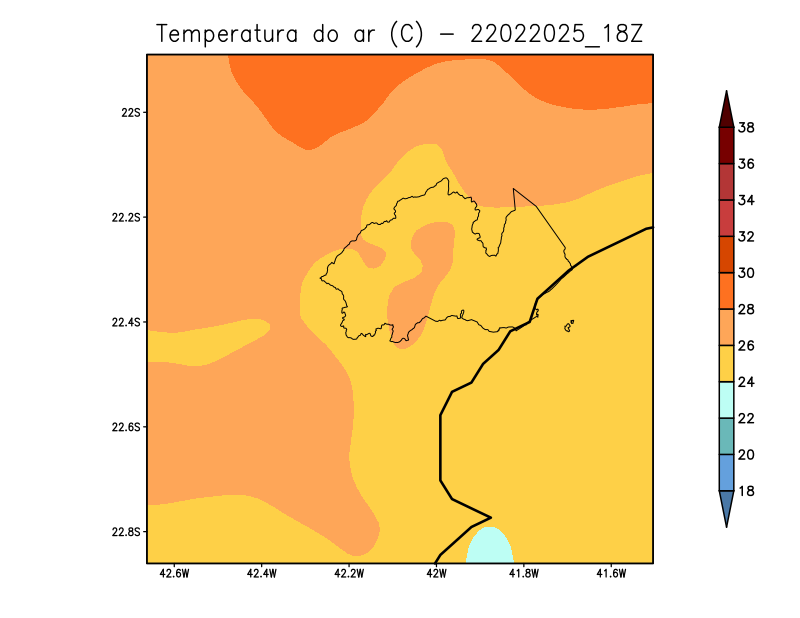 Temperatura do ar (C) - 22022025_18Z
22S
22.2S
22.4S
22.6S
22.8S
42.6W
42.4W
42.2W
42W
41.8W
41.6W
38
36
34
32
30
28
26
24
22
20
18